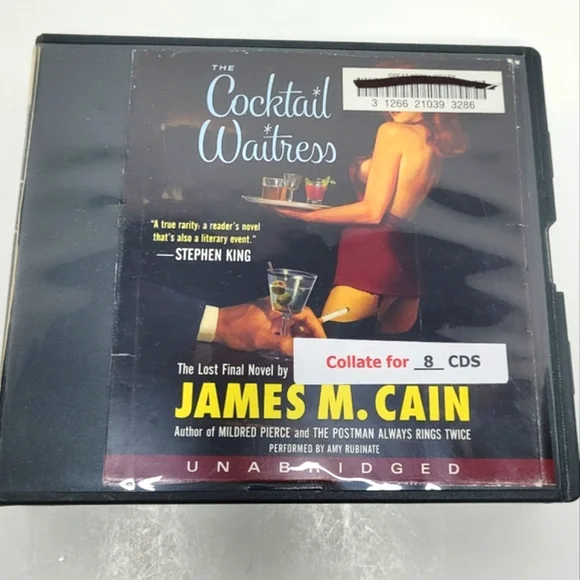 THE
Cocktail
Waitress
3 1266 21039 3286
"A true rarity: a reader's novel
that's also a literary event."
—STEPHEN KING
Collate for 8 CDS
The Lost Final Novel by
JAMES M. CAIN
Author of MILDRED PIERCE and THE POSTMAN ALWAYS RINGS TWICE
PERFORMED BY AMY RUBINATE
UNABRIDGED